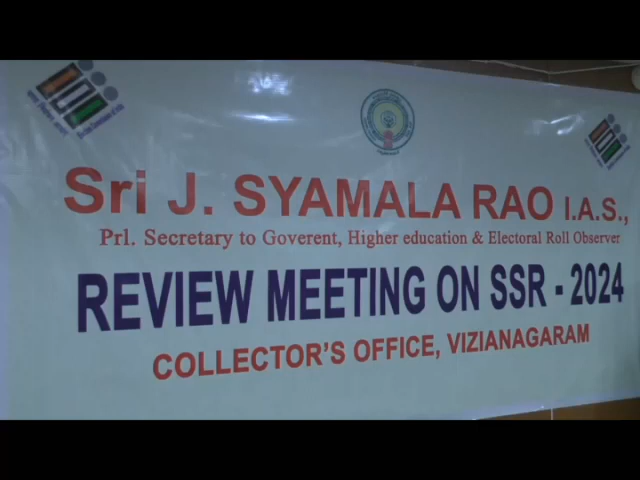 Sri J. SYAMALA RAO I.A.S.,
Prl. Secretary to Goverent, Higher education & Electoral Roll Observer
REVIEW MEETING ON SSR - 2024
COLLECTOR'S OFFICE, VIZIANAGARAM